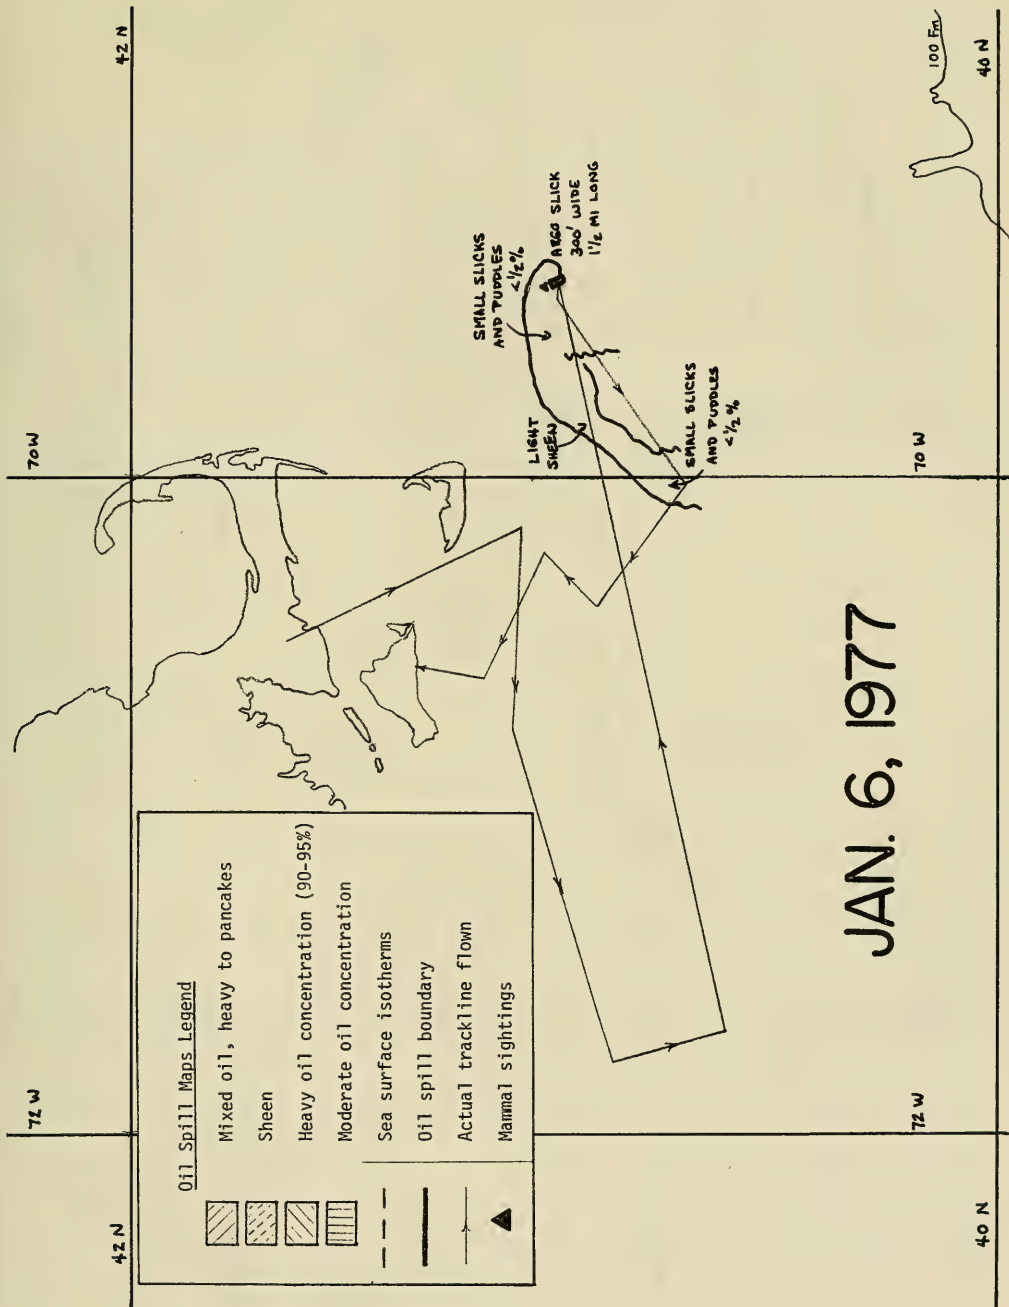 42 N
42 N
72 W
70 W
Oil Spill Maps Legend
Mixed oil, heavy to pancakes
Sheen
Heavy oil concentration (90-95%)
Moderate oil concentration
Sea surface isotherms
Oil spill boundary
Actual trackline flown
Mammal sightings
SMALL SLICKS
AND PUDDLES
<1/2%
LIGHT
SHEEN
ARGO SLICK
300' WIDE
1 1/2 MI LONG
SMALL SLICKS
AND PUDDLES
<1/2%
JAN. 6, 1977
72 W
70 W
100 Fm
40 N
40 N